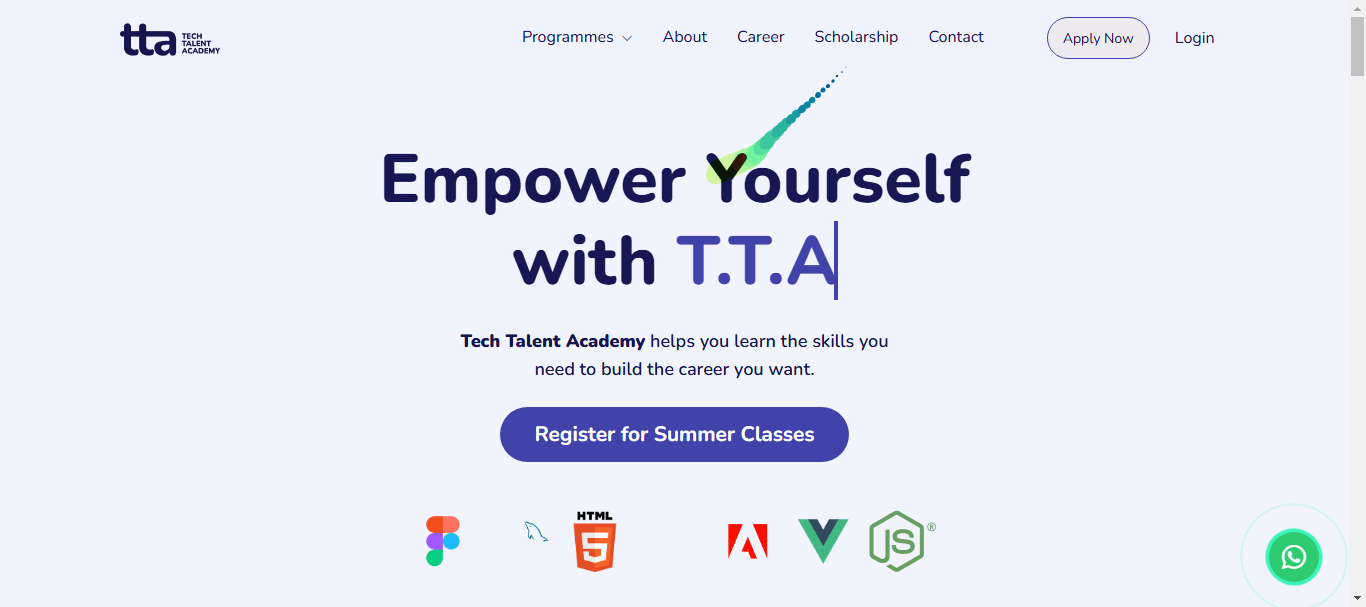 tta TECH
TALENT
ACADEMY
Programmes
About
Career
Scholarship
Contact
Apply Now
Login
Empower Yourself
with T.T.A
Tech Talent Academy helps you learn the skills you
need to build the career you want.
Register for Summer Classes
HTML
5
JS®